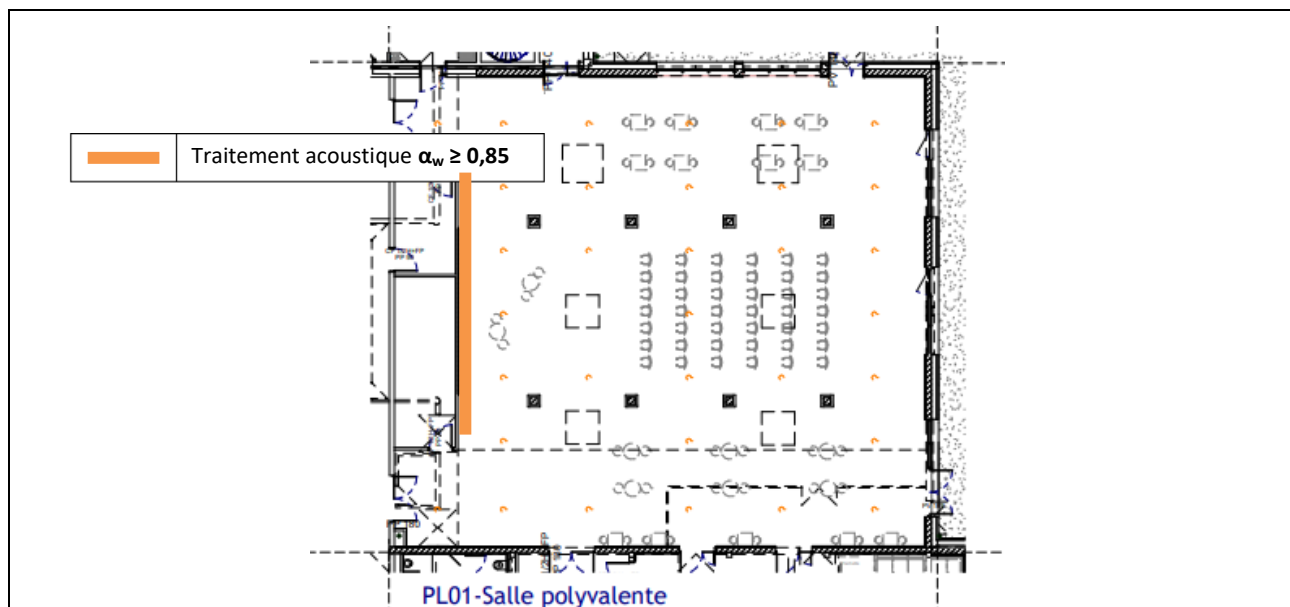 Traitement acoustique αw ≥ 0,85
PL01-Salle polyvalente